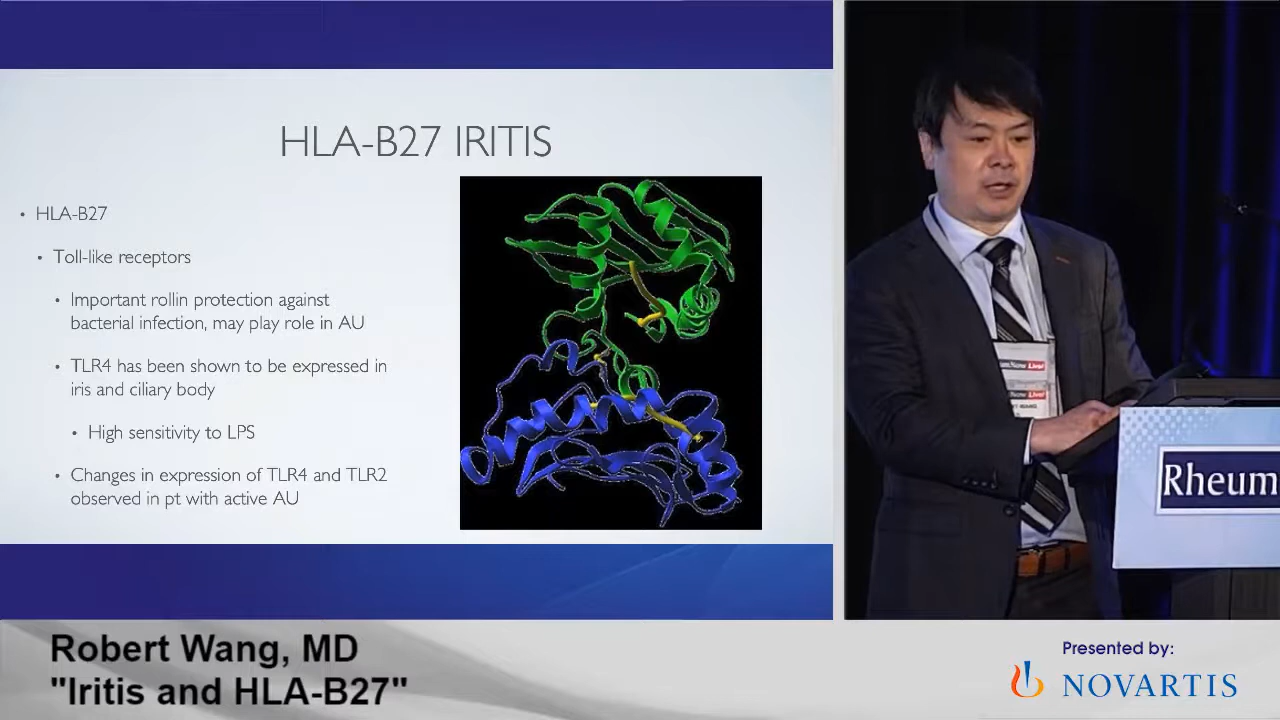 HLA-B27 IRITIS
• HLA-B27
• Toll-like receptors
• Important rollin protection against
bacterial infection, may play role in AU
• TLR4 has been shown to be expressed in
iris and ciliary body
• High sensitivity to LPS
• Changes in expression of TLR4 and TLR2
observed in pt with active AU
Live!
Live!
WANG
Rheum
Robert Wang, MD
"Iritis and HLA-B27"
Presented by:
NOVARTIS